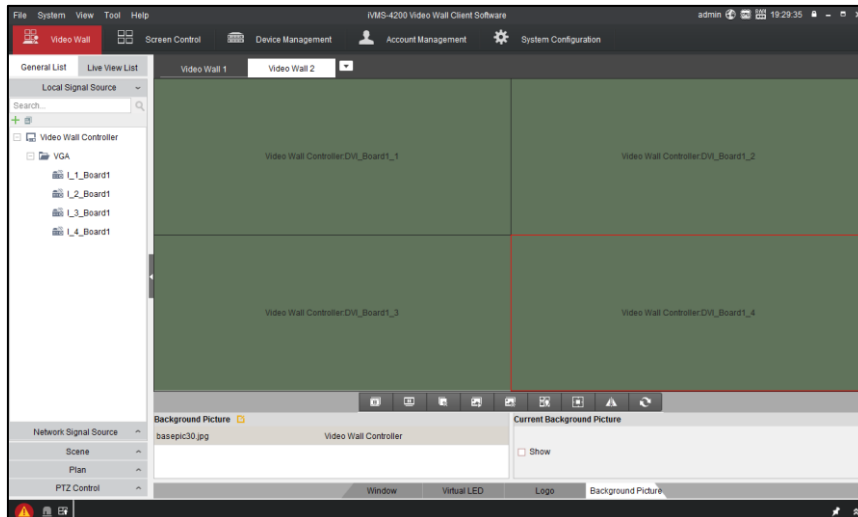 File System View Tool Help iVMS-4200 Video Wall Client Software admin 19:29:35
Video Wall Screen Control Device Management Account Management System Configuration
General List Live View List Video Wall 1 Video Wall 2
Local Signal Source
Search...
Video Wall Controller
VGA
I_1_Board1
I_2_Board1
I_3_Board1
I_4_Board1
Video Wall Controller:DVI_Board1_1 Video Wall Controller:DVI_Board1_2
Video Wall Controller:DVI_Board1_3 Video Wall Controller:DVI_Board1_4
Background Picture Current Background Picture
basepic30.jpg Video Wall Controller
Show
Network Signal Source
Scene
Plan
PTZ Control
Window Virtual LED Logo Background Picture